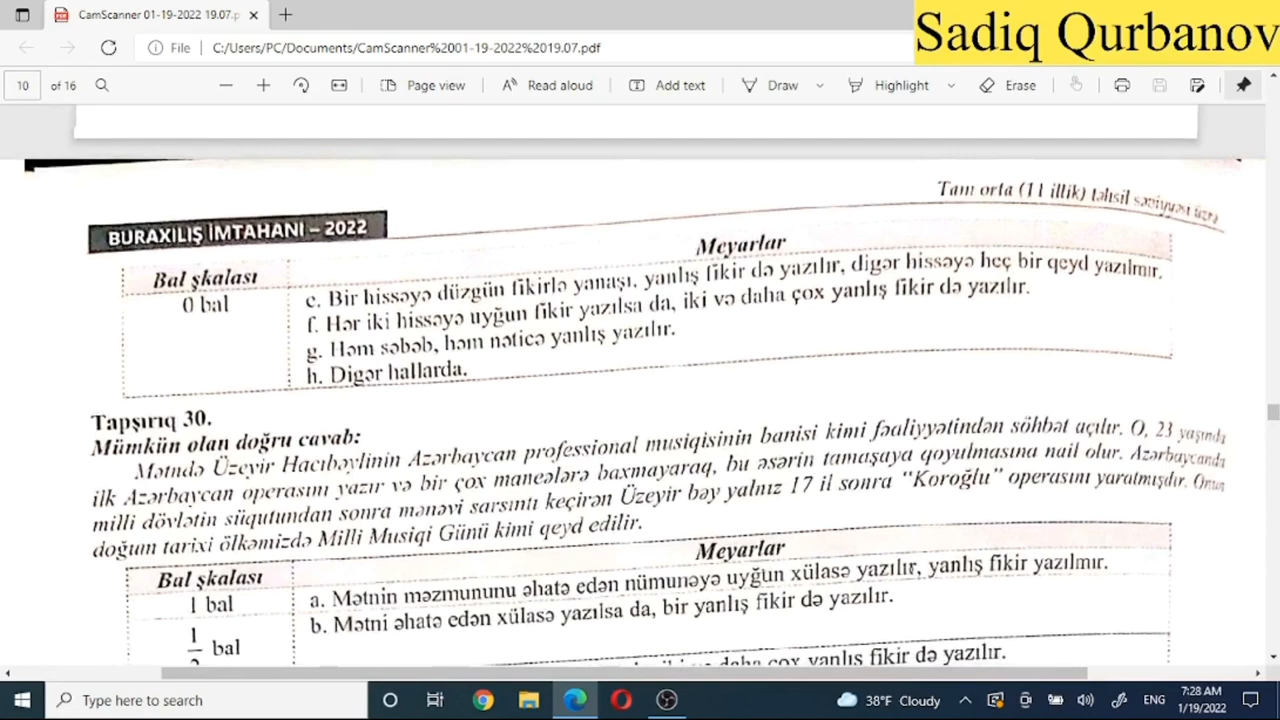 CamScanner 01-19-2022 19.07.p
Sadiq Qurbanov
File
C:/Users/PC/Documents/CamScanner%2001-19-2022%2019.07.pdf
10 of 16
Page view
Read aloud
Add text
Draw
Highlight
Erase
Tam orta (11 illik) təhsil səviyyəsi üzrə
BURAXILIŞ İMTAHANI – 2022
Bal şkalası
Meyarlar
0 bal
e. Bir hissəyə düzgün fikirlə yanaşı, yanlış fikir də yazılır, digər hissəyə heç bir qeyd yazılmır.
f. Hər iki hissəyə uyğun fikir yazılsa da, iki və daha çox yanlış fikir də yazılır.
g. Həm səbəb, həm nəticə yanlış yazılır.
h. Digər hallarda.
Tapşırıq 30.
Mümkün olan doğru cavab:
Mətndə Üzeyir Hacıbəylinin Azərbaycan professional musiqisinin banisi kimi fəaliyyətindən söhbət açılır. O, 23 yaşında
ilk Azərbaycan operasını yazır və bir çox maneələrə baxmayaraq, bu əsərin tamaşaya qoyulmasına nail olur. Azərbaycanda
milli dövlətin süqutundan sonra mənəvi sarsıntı keçirən Üzeyir bəy yalnız 17 il sonra "Koroğlu" operasını yaratmışdır. Onun
doğum tarixi ölkəmizdə Milli Musiqi Günü kimi qeyd edilir.
Bal şkalası
Meyarlar
1 bal
a. Mətnin məzmununu əhatə edən nümunəyə uyğun xülasə yazılır, yanlış fikir yazılmır.
b. Mətni əhatə edən xülasə yazılsa da, bir yanlış fikir də yazılır.
1/2 bal
daha çox yanlış fikir də yazılır.
Type here to search
38°F Cloudy
ENG
7:28 AM
1/19/2022